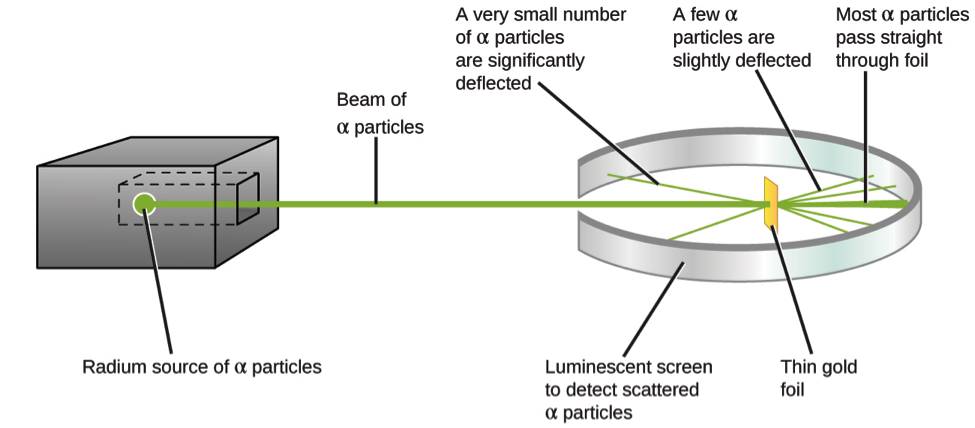 A very small number
of α particles
are significantly
deflected
A few α
particles are
slightly deflected
Most α particles
pass straight
through foil
Beam of
α particles
Radium source of α particles
Luminescent screen
to detect scattered
α particles
Thin gold
foil